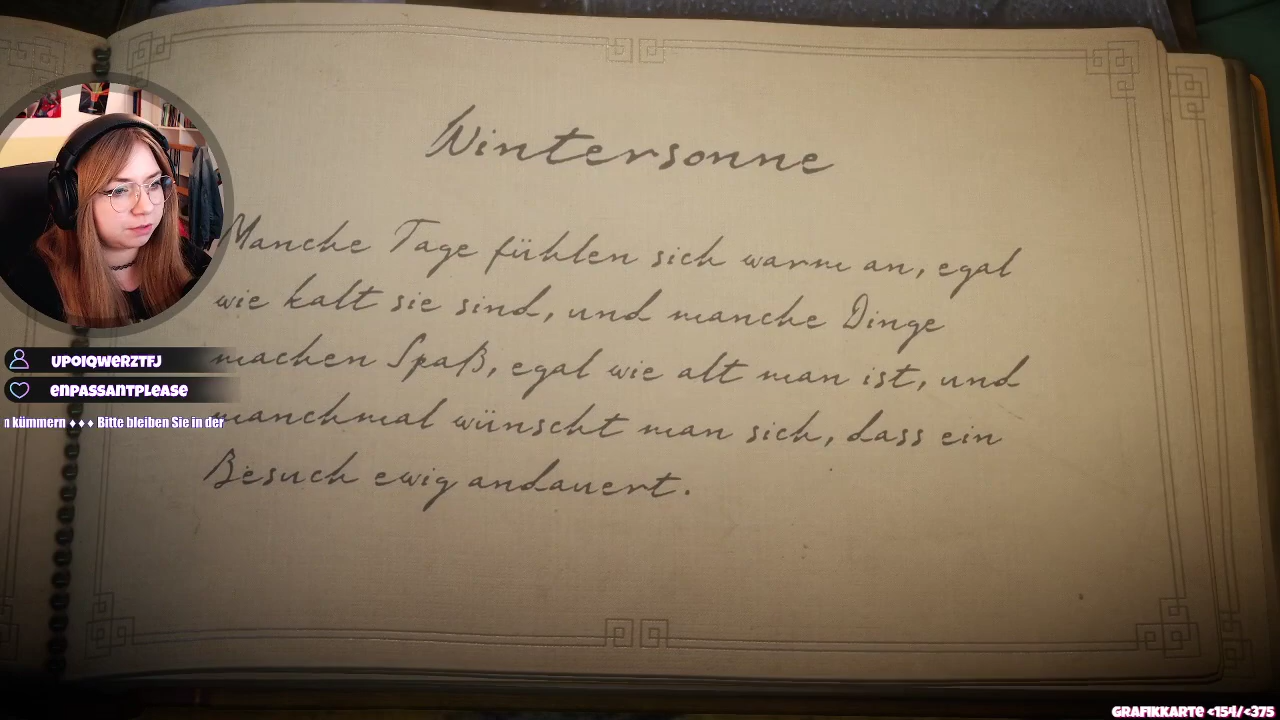 Wintersonne
Manche Tage fühlen sich warm an, egal
wie kalt sie sind, und manche Dinge
machen Spaß, egal wie alt man ist, und
manchmal wünscht man sich, dass ein
Besuch ewig andauert.
UPOIQWERZTFJ
ENPASSANTPLEASE
n kümmern ♦♦♦ Bitte bleiben Sie in der
GRAFIKKARTE <154/<375